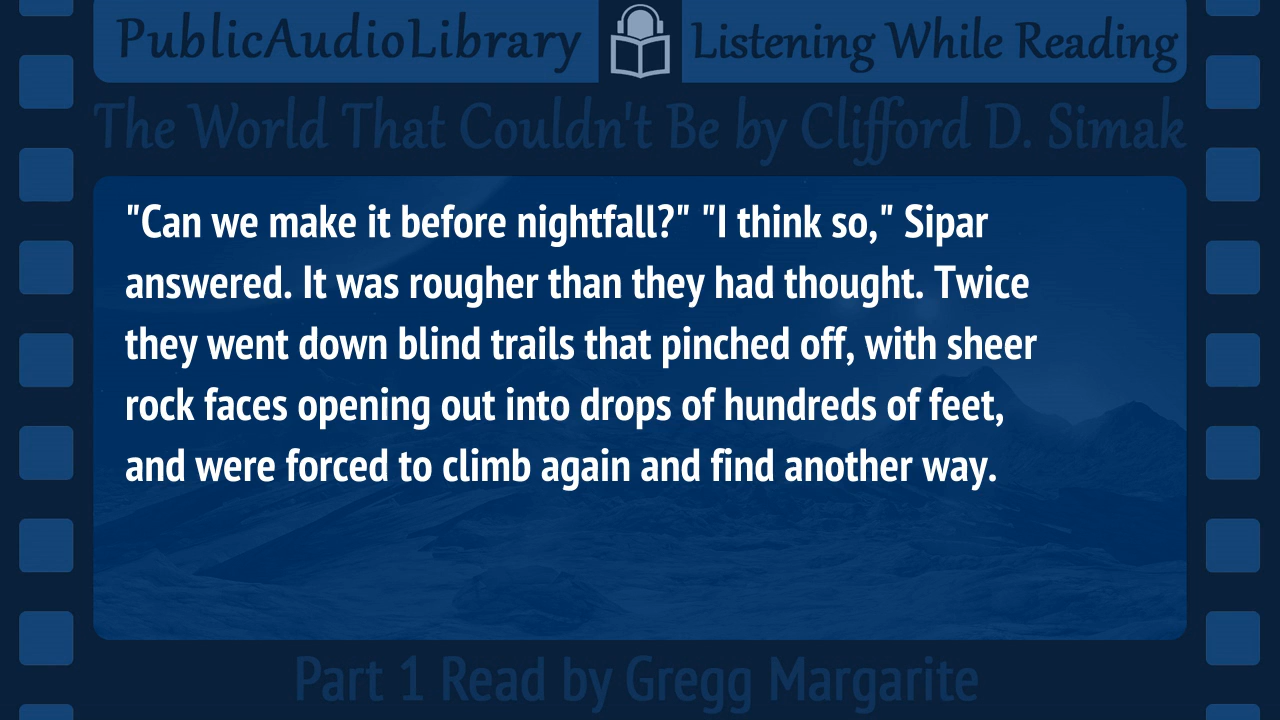 PublicAudioLibrary Listening While Reading
The World That Couldn't Be by Clifford D. Simak
"Can we make it before nightfall?" "I think so," Sipar
answered. It was rougher than they had thought. Twice
they went down blind trails that pinched off, with sheer
rock faces opening out into drops of hundreds of feet,
and were forced to climb again and find another way.
Part 1 Read by Gregg Margarite